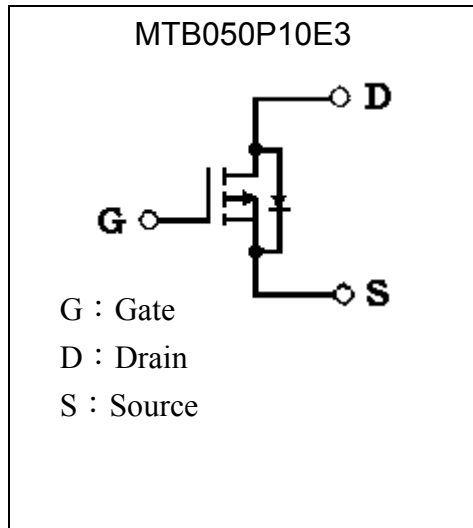 MTB050P10E3
D
G
S
G：Gate
D：Drain
S：Source